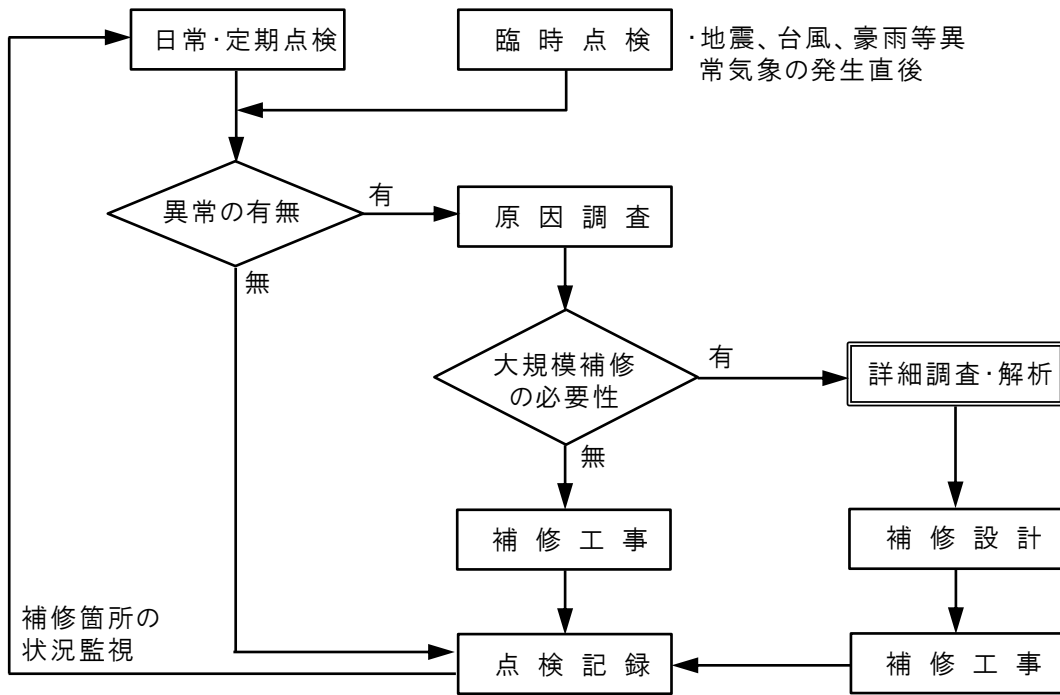 日常･定期点検
臨時点検
･地震、台風、豪雨等異
常気象の発生直後
異常の有無
有
原因調査
無
大規模補修
の必要性
有
詳細調査･解析
無
補修工事
補修設計
補修箇所の
状況監視
点検記録
補修工事